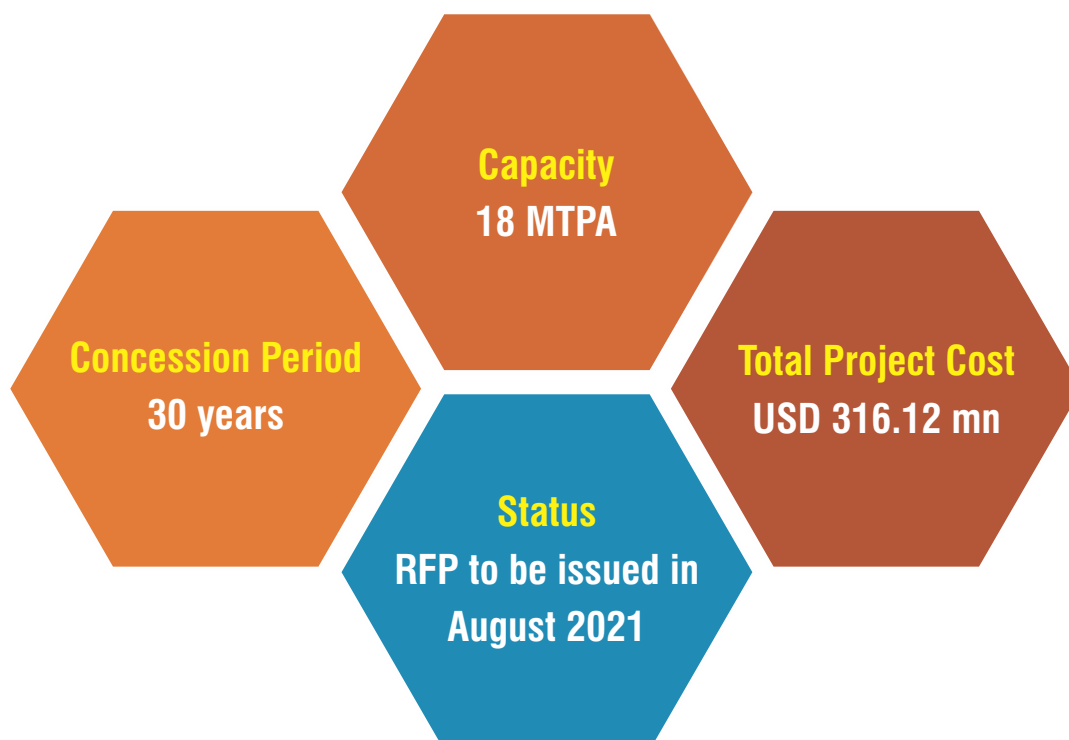 Capacity
18 MTPA
Concession Period
30 years
Total Project Cost
USD 316.12 mn
Status
RFP to be issued in
August 2021